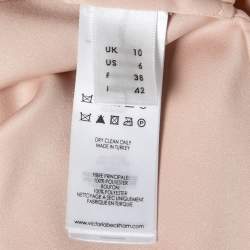 UK 10
US 6
F 38
I 42
DRY CLEAN ONLY
MADE IN TURKEY
FIBRE PRINCIPALE
100% POLYESTER
BOUTON
100% POLYESTER
NETTOYAGE A SEC UNIQUEMENT
FABRIQUE EN TURQUIE
www.victoriabeckham.com